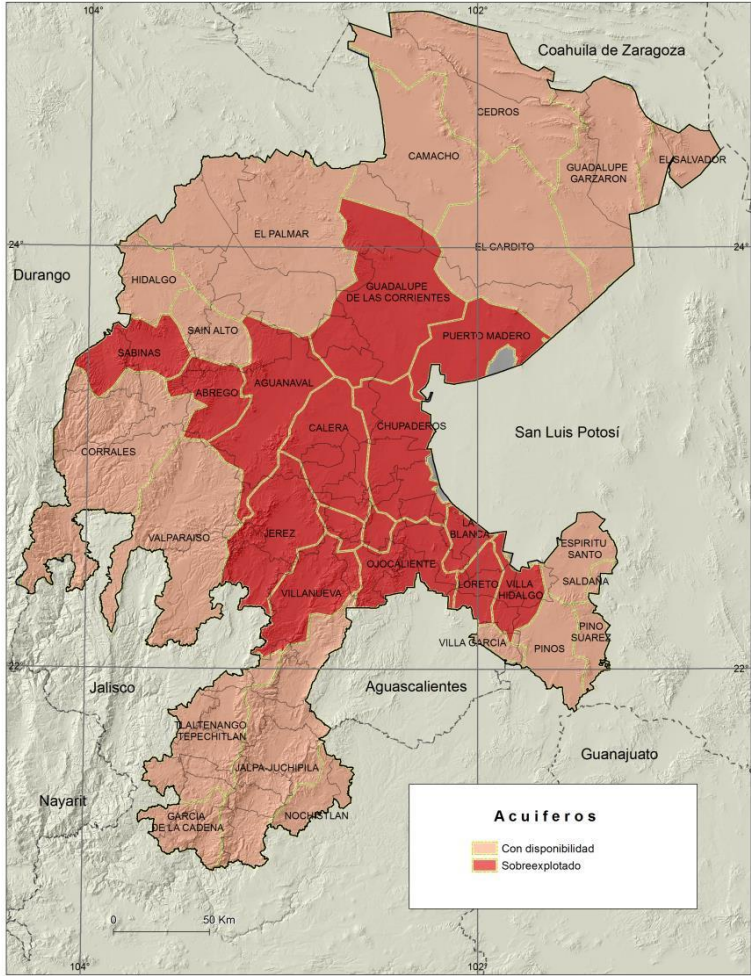 104°
102°
Coahuila de Zaragoza
CEDROS
CAMACHO
GUADALUPE
GARZARON
EL SALVADOR
EL PALMAR
24°
EL CARDITO
24°
Durango
HIDALGO
GUADALUPE
DE LAS CORRIENTES
SAIN ALTO
PUERTO MADERO
SABINAS
AGUANAVAL
ABREGO
CALERA
CHUPADEROS
San Luis Potosí
CORRALES
LA
BLANCA
VALPARAISO
JEREZ
ESPIRITU
SANTO
OJOCALIENTE
SALDAÑA
LORETO
VILLA
HIDALGO
VILLANUEVA
PINO
SUAREZ
VILLA GARCIA
PINOS
22°
22°
Jalisco
Aguascalientes
TLALTENANGO
TEPECHITLAN
Guanajuato
JALPA-JUCHIPILA
Nayarit
GARCIA
DE LA CADENA
NOCHISTLAN
Acuiferos
Con disponibilidad
Sobreexplotado
0 50 Km
104°
102°